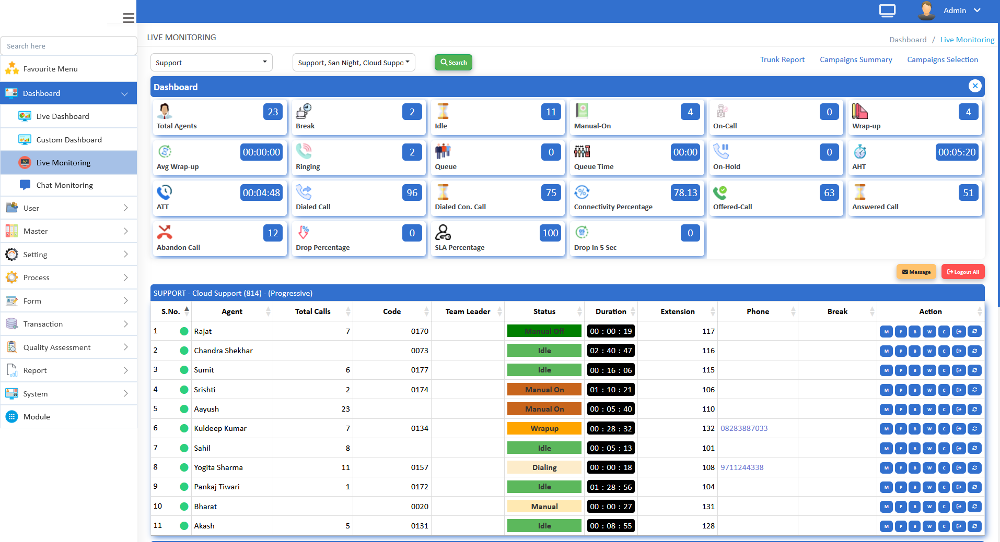 Admin
LIVE MONITORING
Dashboard / Live Monitoring
Search here
Support
Support, San Night, Cloud Suppo
Search
Trunk Report
Campaigns Summary
Campaigns Selection
Favourite Menu
Dashboard
Live Dashboard
Custom Dashboard
Live Monitoring
Chat Monitoring
User
Master
Setting
Process
Form
Transaction
Quality Assessment
Report
System
Module
Dashboard
23 Total Agents
2 Break
11 Idle
4 Manual-On
0 On-Call
4 Wrap-up
00:00:00 Avg Wrap-up
2 Ringing
0 Queue
00:00 Queue Time
0 On-Hold
00:05:20 AHT
00:04:48 ATT
96 Dialed Call
75 Dialed Con. Call
78.13 Connectivity Percentage
63 Offered-Call
51 Answered Call
12 Abandon Call
0 Drop Percentage
100 SLA Percentage
05 SEC 0 Drop In 5 Sec
Message
Logout All
SUPPORT - Cloud Support (814) - (Progressive)
S.No. Agent Total Calls Code Team Leader Status Duration Extension Phone Break Action
1 Rajat 7 0170 Manual Off 00 : 00 : 19 117 M P B W C
2 Chandra Shekhar 0073 Idle 02 : 40 : 47 116 M P B W C
3 Sumit 6 0177 Idle 00 : 16 : 06 115 M P B W C
4 Srishti 2 0174 Manual On 01 : 10 : 21 106 M P B W C
5 Aayush 23 Manual On 00 : 05 : 40 110 M P B W C
6 Kuldeep Kumar 7 0134 Wrapup 00 : 28 : 32 132 08283887033 M P B W C
7 Sahil 8 Idle 00 : 05 : 13 101 M P B W C
8 Yogita Sharma 11 0157 Dialing 00 : 00 : 18 108 9711244338 M P B W C
9 Pankaj Tiwari 1 0172 Idle 01 : 28 : 56 104 M P B W C
10 Bharat 0020 Manual 00 : 00 : 27 131 M P B W C
11 Akash 5 0131 Idle 00 : 08 : 55 128 M P B W C